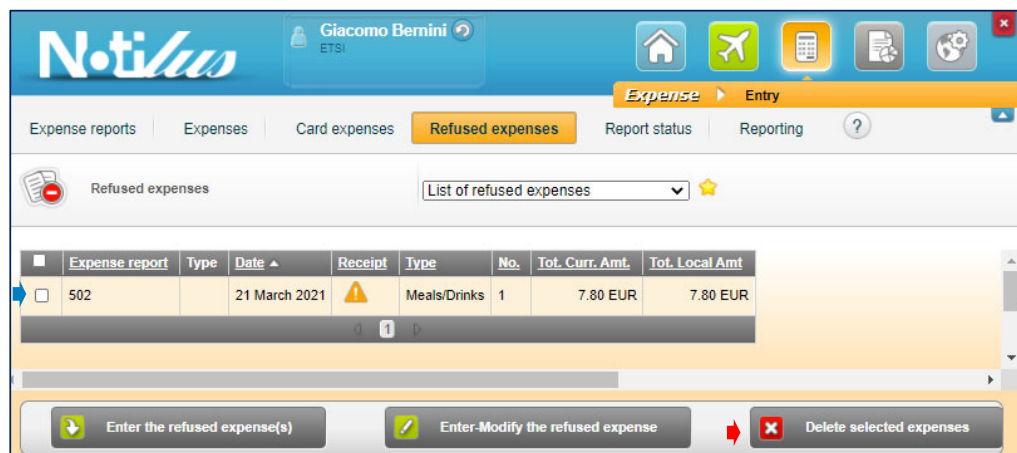 Notilus
Giacomo Bernini
ETSI
Expense Entry
Expense reports Expenses Card expenses Refused expenses Report status Reporting ?
Refused expenses List of refused expenses
Expense report Type Date Receipt Type No. Tot. Curr. Amt. Tot. Local Amt
502 21 March 2021 Meals/Drinks 1 7.80 EUR 7.80 EUR
1
Enter the refused expense(s) Enter-Modify the refused expense Delete selected expenses